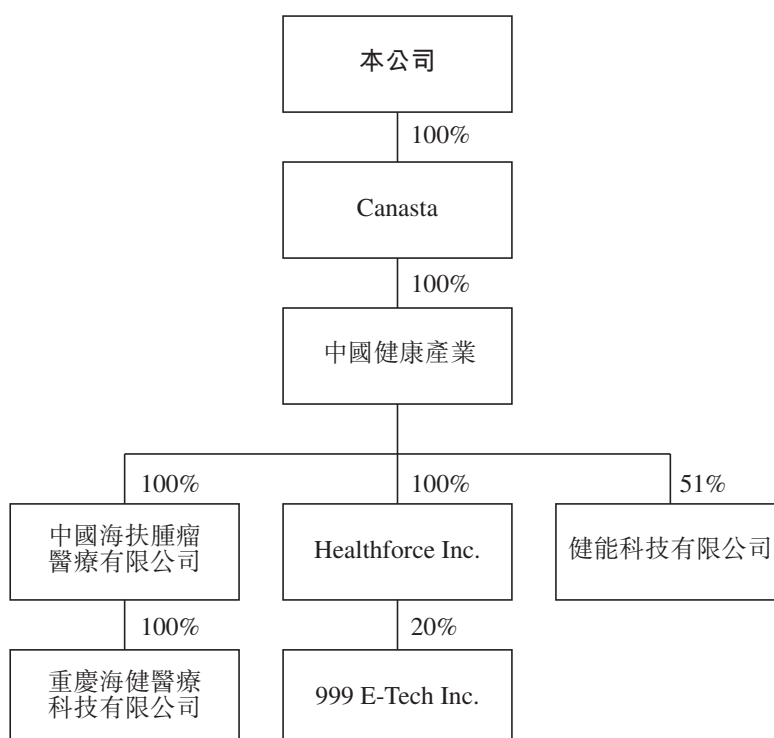 本公司
100%
Canasta
100%
中國健康產業
100%
100%
51%
中國海扶腫瘤
醫療有限公司
Healthforce Inc.
健能科技有限公司
100%
20%
重慶海健醫療
科技有限公司
999 E-Tech Inc.